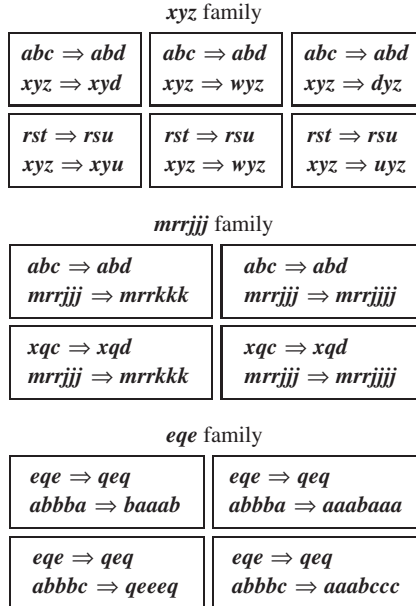 xyz family
abc ⇒ abd abc ⇒ abd abc ⇒ abd
xyz ⇒ xyd xyz ⇒ wyz xyz ⇒ dyz
rst ⇒ rsu rst ⇒ rsu rst ⇒ rsu
xyz ⇒ xyu xyz ⇒ wyz xyz ⇒ uyz
mrrjjj family
abc ⇒ abd abc ⇒ abd
mrrjjj ⇒ mrrkkk mrrjjj ⇒ mrrjjjj
xqc ⇒ xqd xqc ⇒ xqd
mrrjjj ⇒ mrrkkk mrrjjj ⇒ mrrjjjj
eqe family
eqe ⇒ qeq eqe ⇒ qeq
abbba ⇒ baaab abbba ⇒ aaabaaa
eqe ⇒ qeq eqe ⇒ qeq
abbbc ⇒ qeeeq abbbc ⇒ aaabccc